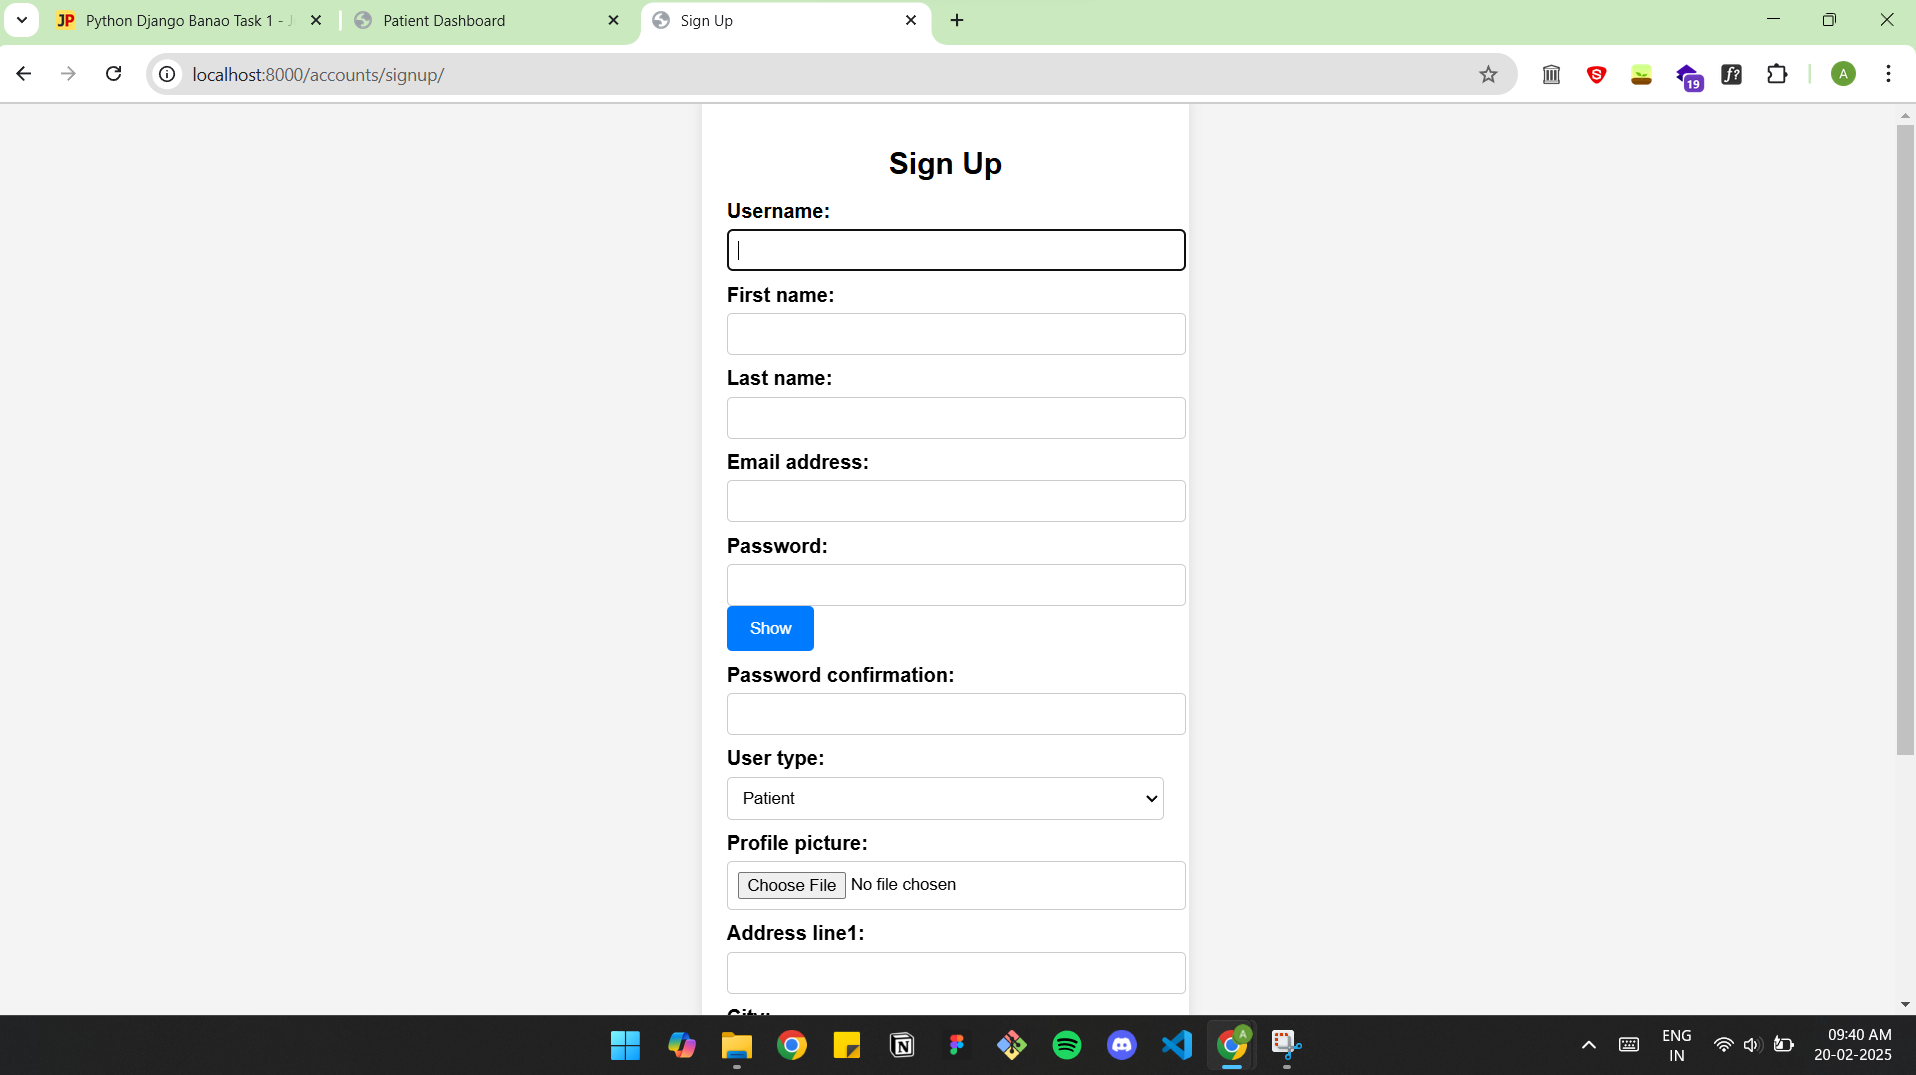 JP Python Django Banao Task 1 - J
Patient Dashboard
Sign Up
localhost:8000/accounts/signup/
S
19
f?
A
Sign Up
Username:
First name:
Last name:
Email address:
Password:
Show
Password confirmation:
User type:
Patient
Profile picture:
Choose File No file chosen
Address line1:
City:
A
ENG
IN
09:40 AM
20-02-2025